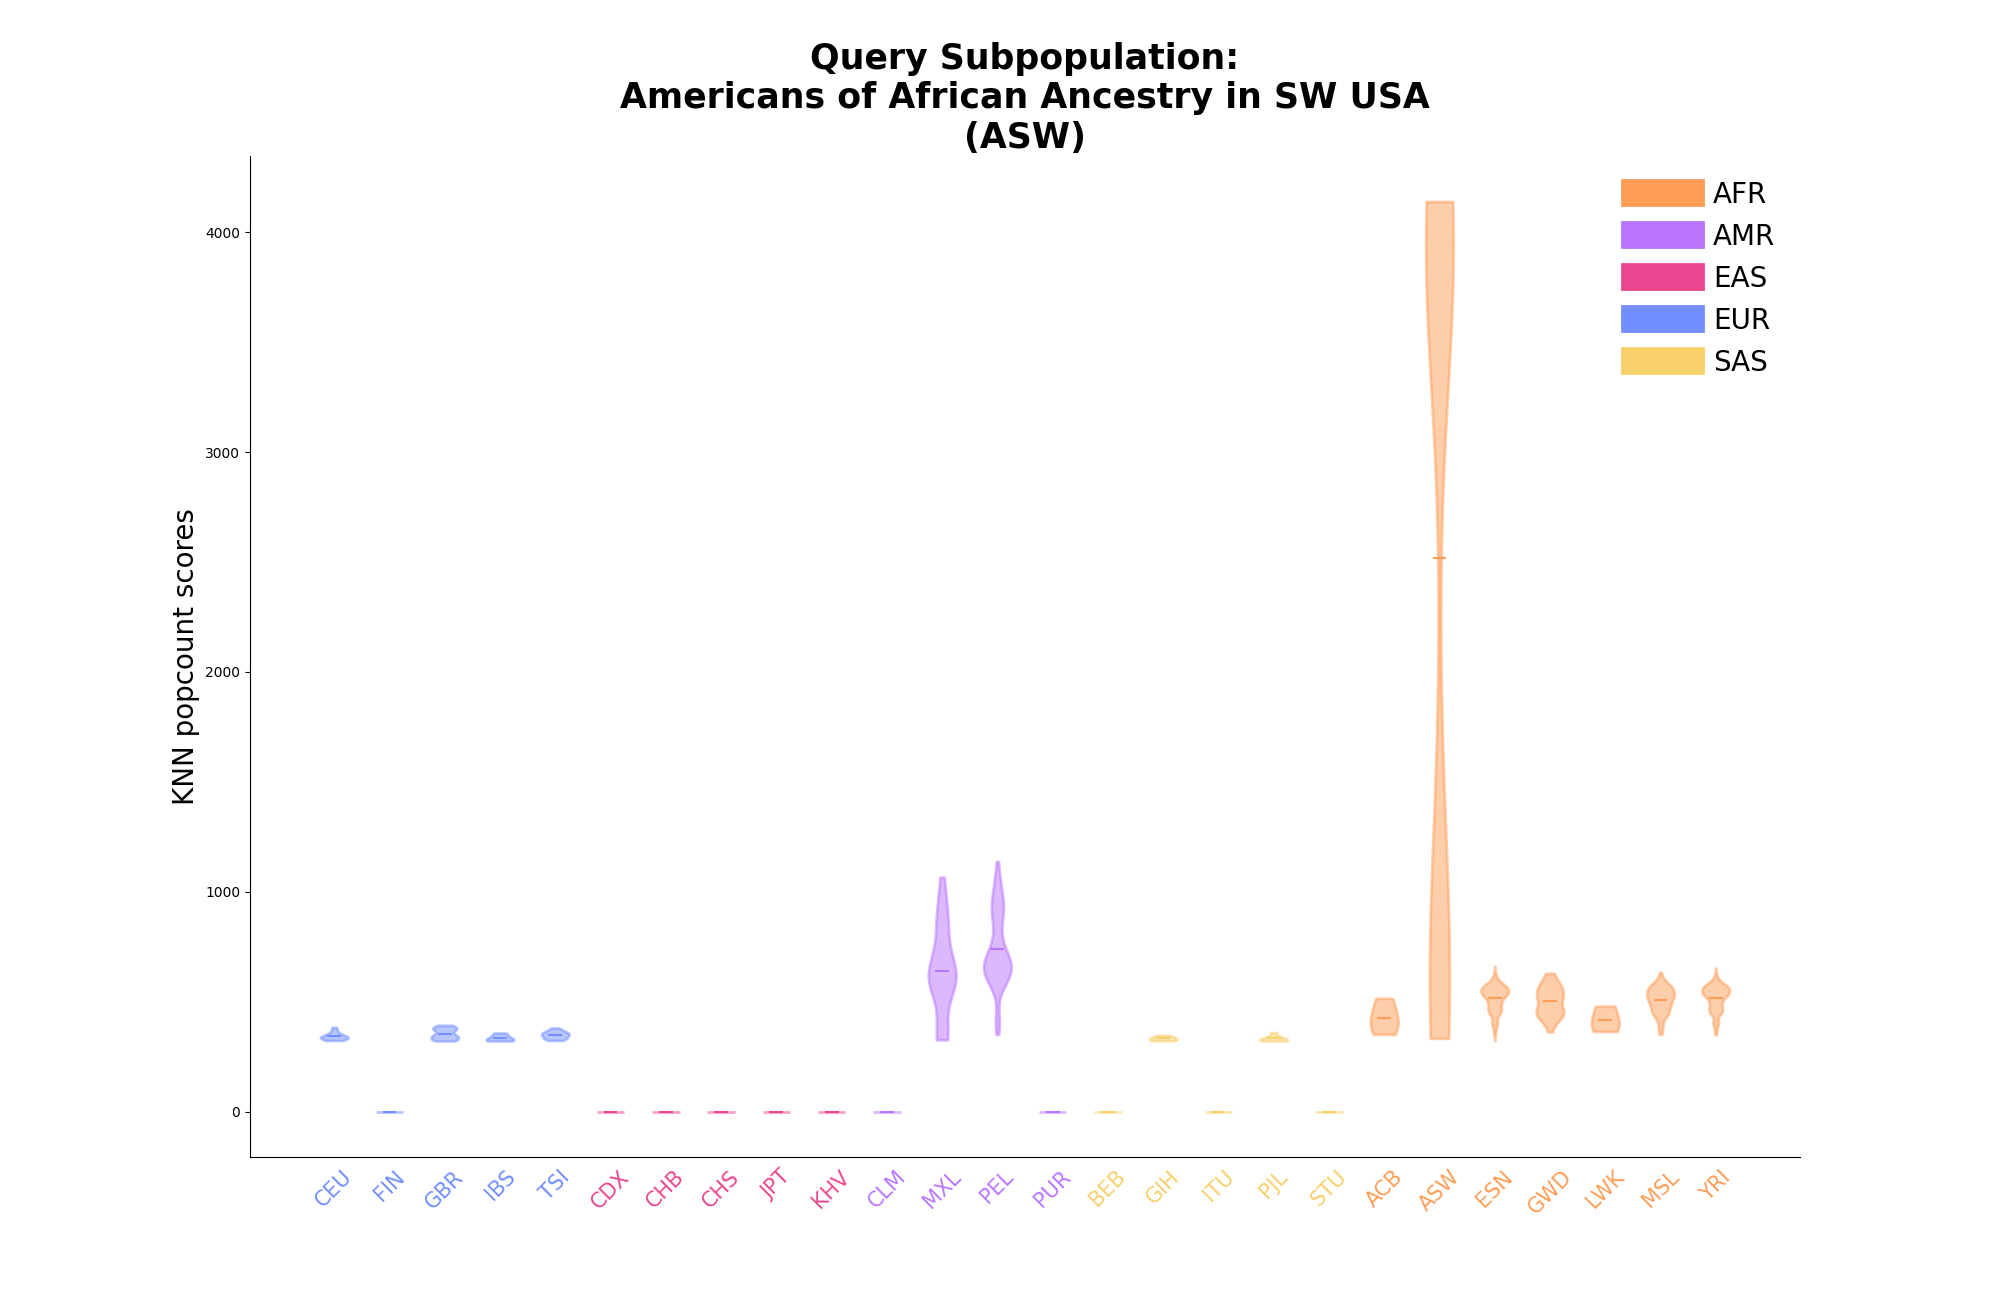 Query Subpopulation:
Americans of African Ancestry in SW USA
(ASW)
AFR
AMR
EAS
EUR
SAS
KNN popcount scores
4000
3000
2000
1000
0
CEU
FIN
GBR
IBS
TSI
CDX
CHB
CHS
JPT
KHV
CLM
MXL
PEL
PUR
BEB
GIH
ITU
PJL
STU
ACB
ASW
ESN
GWD
LWK
MSL
YRI